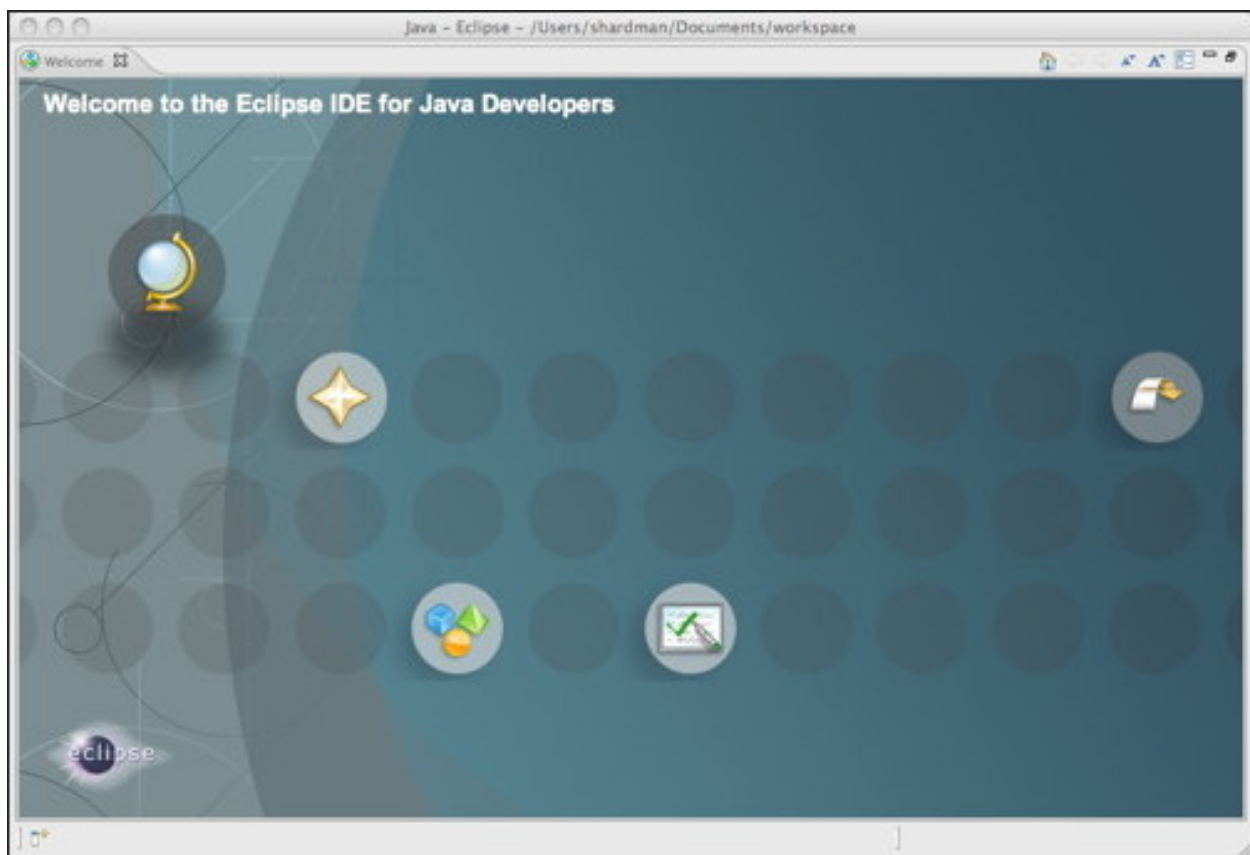 Java – Eclipse – /Users/shardman/Documents/workspace
Welcome
Welcome to the Eclipse IDE for Java Developers
eclipse